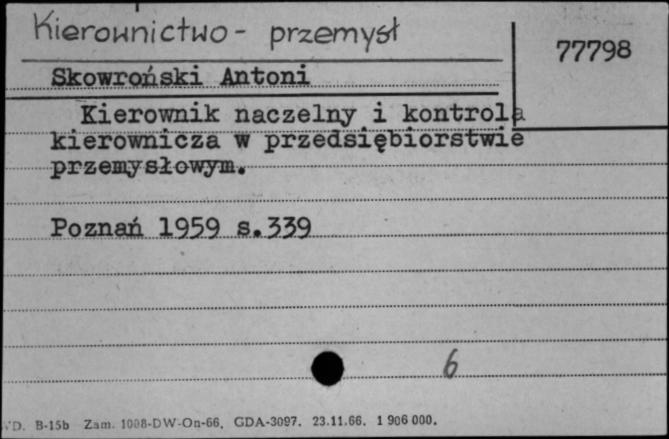 Kierownictwo - przemysł
77798
Skowroński Antoni
Kierownik naczelny i kontrola
kierownicza w przedsiębiorstwie
przemysłowym.
Poznań 1959 s.339
6
D. B-15b Zam. 1008-DW-On-66. GDA-3097. 23.11.66. 1 906 000.